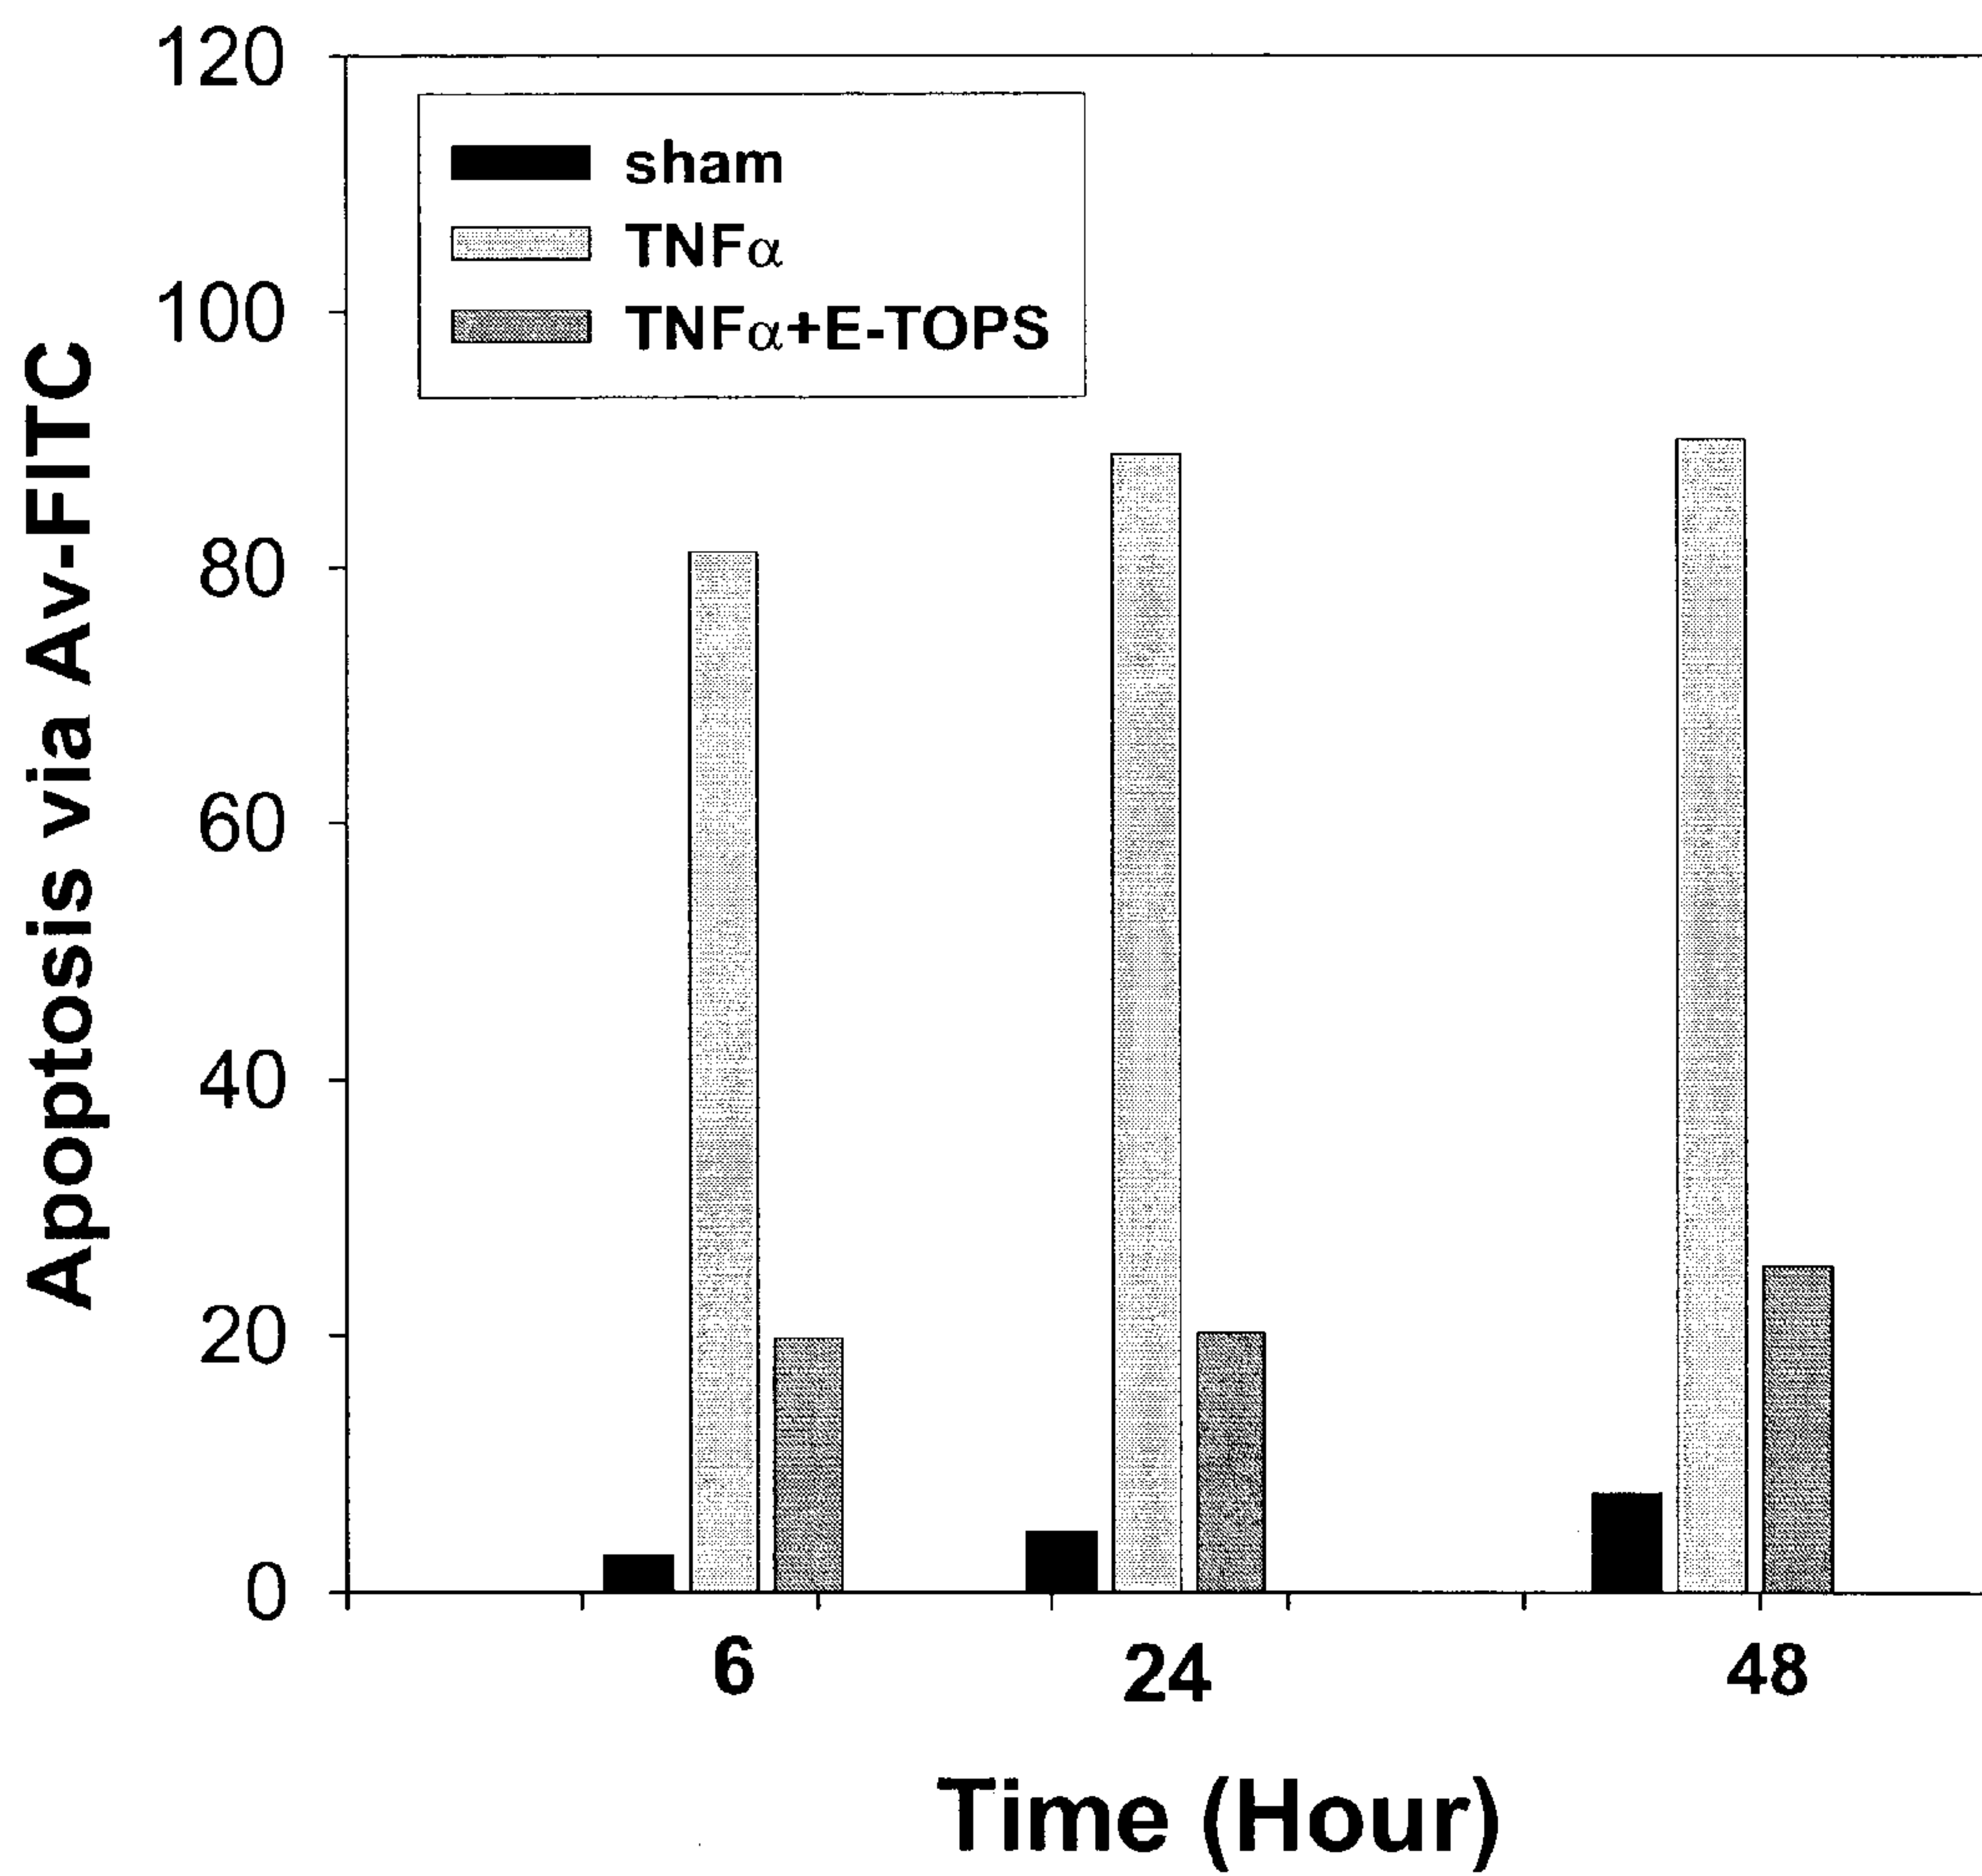 120
100
80
60
40
20
0
Apoptosis via Av-FITC
sham
TNFα
TNFα+E-TOPS
6
24
48
Time (Hour)